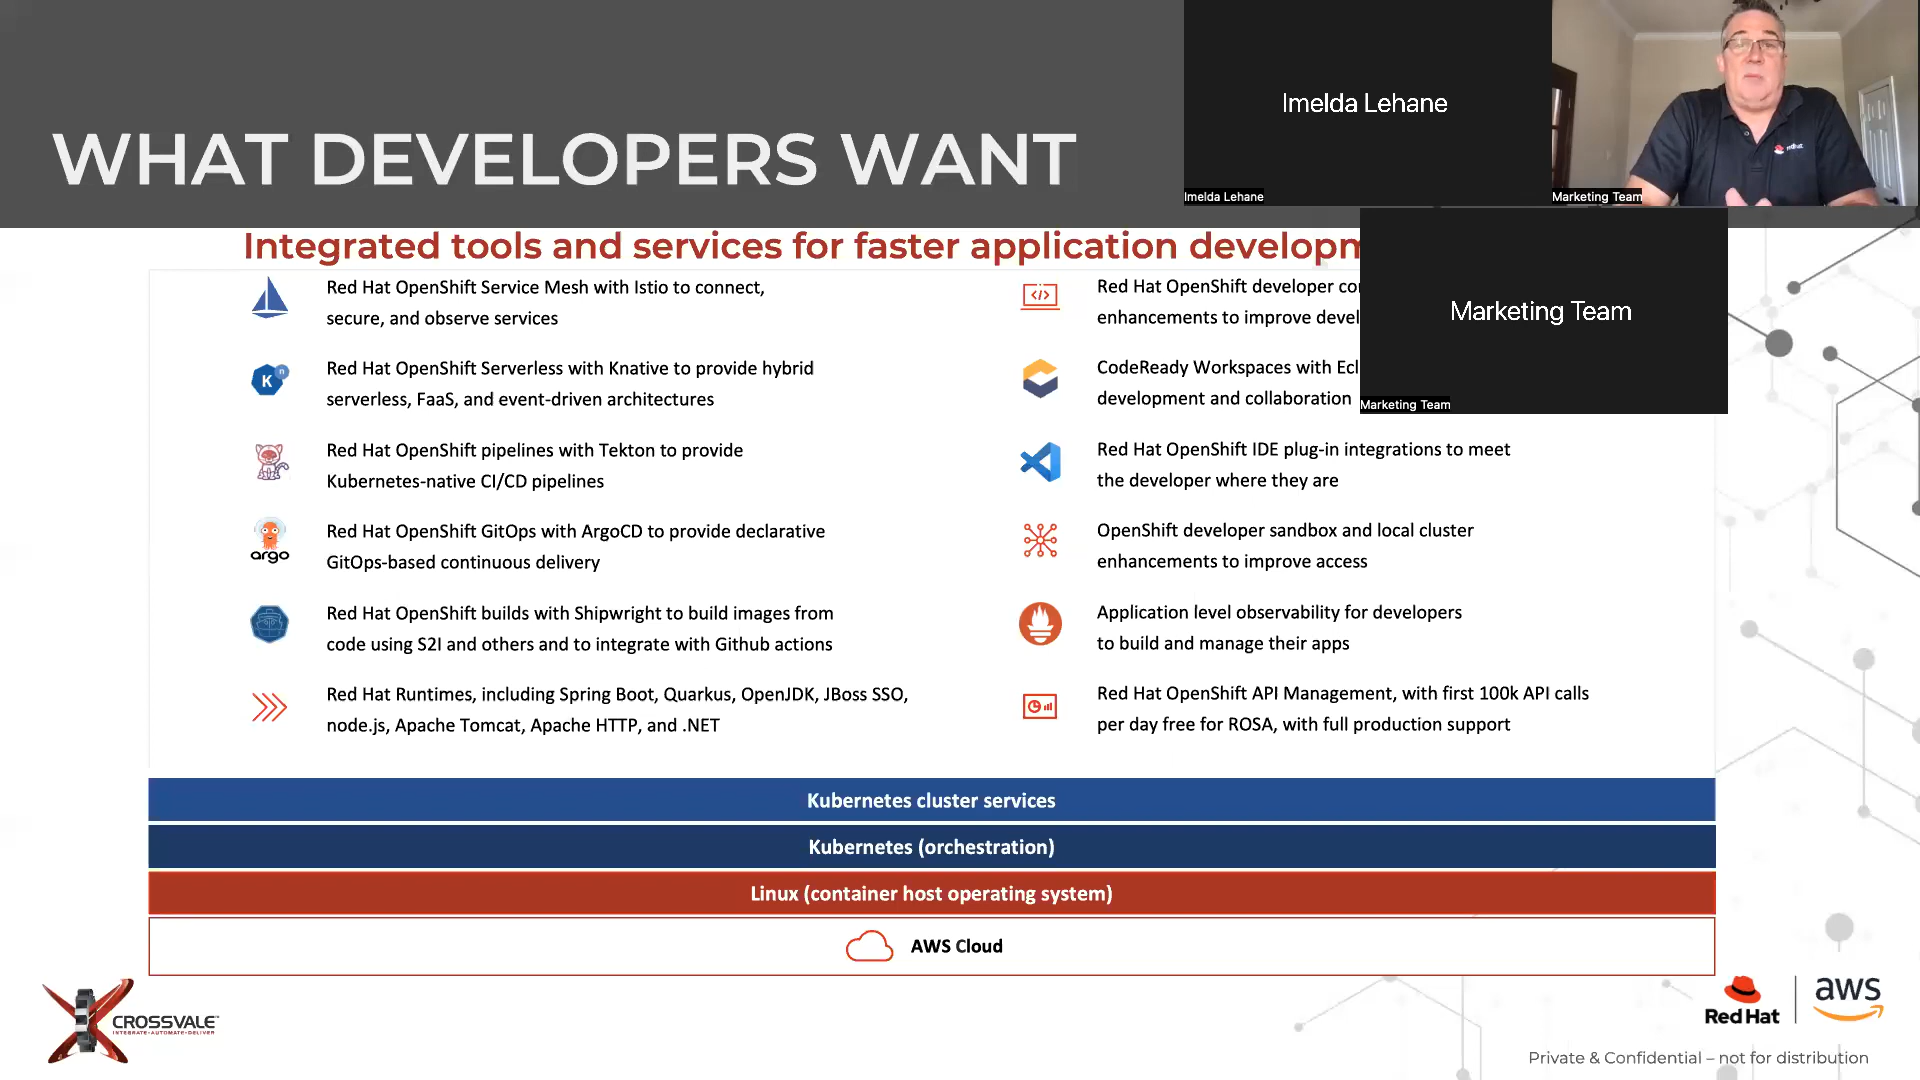 WHAT DEVELOPERS WANT
Imelda Lehane
Imelda Lehane
redhat
Marketing Team
Marketing Team
Marketing Team
Integrated tools and services for faster application developm
Red Hat OpenShift Service Mesh with Istio to connect,
secure, and observe services
K
n
Red Hat OpenShift Serverless with Knative to provide hybrid
serverless, FaaS, and event-driven architectures
Red Hat OpenShift pipelines with Tekton to provide
Kubernetes-native CI/CD pipelines
argo
Red Hat OpenShift GitOps with ArgoCD to provide declarative
GitOps-based continuous delivery
Red Hat OpenShift builds with Shipwright to build images from
code using S2I and others and to integrate with Github actions
Red Hat Runtimes, including Spring Boot, Quarkus, OpenJDK, JBoss SSO,
node.js, Apache Tomcat, Apache HTTP, and .NET
</>
Red Hat OpenShift developer co
enhancements to improve devel
CodeReady Workspaces with Ecl
development and collaboration
Red Hat OpenShift IDE plug-in integrations to meet
the developer where they are
OpenShift developer sandbox and local cluster
enhancements to improve access
Application level observability for developers
to build and manage their apps
Red Hat OpenShift API Management, with first 100k API calls
per day free for ROSA, with full production support
Kubernetes cluster services
Kubernetes (orchestration)
Linux (container host operating system)
AWS Cloud
CROSSVALE™
INTEGRATE-AUTOMATE-DELIVER
Red Hat
aws
Private & Confidential – not for distribution